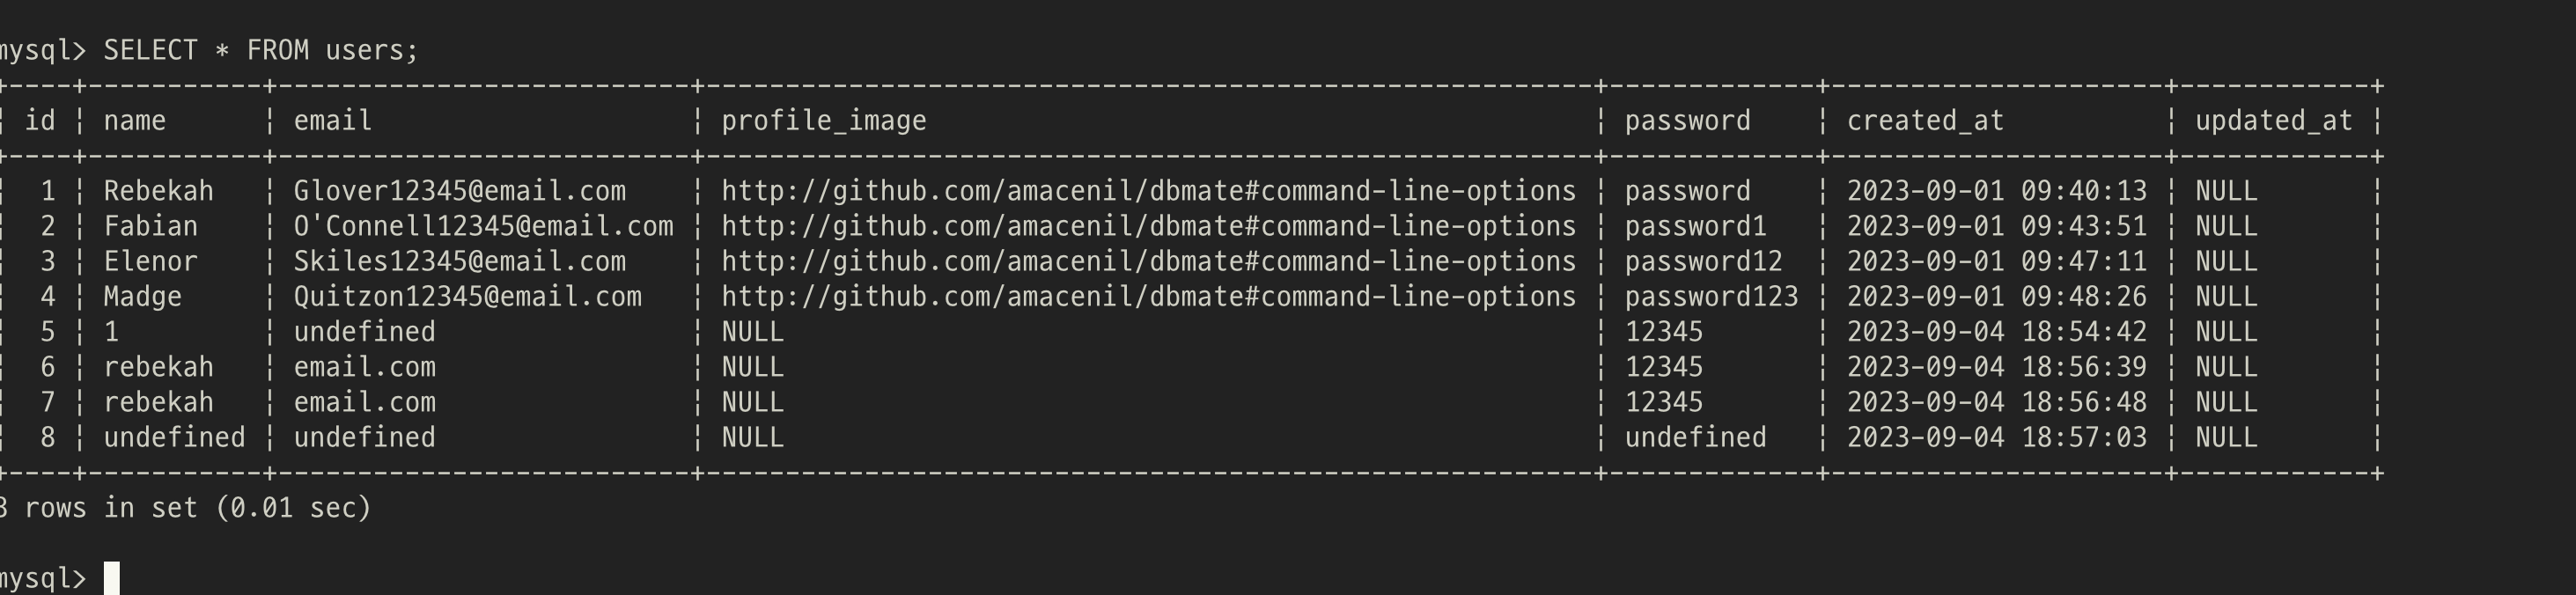 mysql> SELECT * FROM users;
+----+-----------+--------------------------+--------------------------------------------------------+------------+---------------------+------------+
| id | name      | email                    | profile_image                                          | password   | created_at          | updated_at |
+----+-----------+--------------------------+--------------------------------------------------------+------------+---------------------+------------+
| 1 | Rebekah   | Glover12345@email.com    | http://github.com/amacenil/dbmate#command-line-options | password   | 2023-09-01 09:40:13 | NULL       |
| 2 | Fabian    | O'Connell12345@email.com | http://github.com/amacenil/dbmate#command-line-options | password1  | 2023-09-01 09:43:51 | NULL       |
| 3 | Elenor    | Skiles12345@email.com    | http://github.com/amacenil/dbmate#command-line-options | password12 | 2023-09-01 09:47:11 | NULL       |
| 4 | Madge     | Quitzon12345@email.com   | http://github.com/amacenil/dbmate#command-line-options | password123 | 2023-09-01 09:48:26 | NULL       |
| 5 | 1         | undefined                | NULL                                                   | 12345      | 2023-09-04 18:54:42 | NULL       |
| 6 | rebekah   | email.com                | NULL                                                   | 12345      | 2023-09-04 18:56:39 | NULL       |
| 7 | rebekah   | email.com                | NULL                                                   | 12345      | 2023-09-04 18:56:48 | NULL       |
| 8 | undefined | undefined                | NULL                                                   | undefined  | 2023-09-04 18:57:03 | NULL       |
+----+-----------+--------------------------+--------------------------------------------------------+------------+---------------------+------------+
8 rows in set (0.01 sec)
mysql>